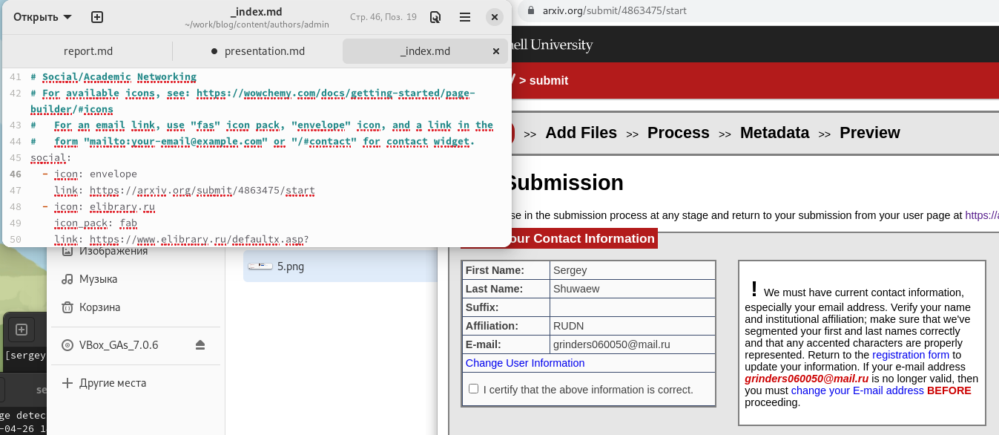 Открыть
_index.md
~/work/blog/content/authors/admin
Стр. 46, Поз. 19
report.md
● presentation.md
_index.md
41 # Social/Academic Networking
42 # For available icons, see: https://wowchemy.com/docs/getting-started/page-
builder/#icons
43 #   For an email link, use "fas" icon pack, "envelope" icon, and a link in the
44 #   form "mailto:your-email@example.com" or "/#contact" for contact widget.
45 social:
46   - icon: envelope
47     link: https://arxiv.org/submit/4863475/start
48   - icon: elibrary.ru
49     icon_pack: fab
50     link: https://www.elibrary.ru/defaultx.asp?
Изображения
Музыка
Корзина
VBox_GAs_7.0.6
Другие места
5.png
[sergey
se
ge detec
-04-26 1
arxiv.org/submit/4863475/start
nell University
> submit
>> Add Files >> Process >> Metadata >> Preview
Submission
se in the submission process at any stage and return to your submission from your user page at https://a
our Contact Information
First Name: Sergey
Last Name: Shuwaew
Suffix:
Affiliation: RUDN
E-mail: grinders060050@mail.ru
Change User Information
I certify that the above information is correct.
! We must have current contact information,
especially your email address. Verify your name
and institutional affiliation; make sure that we've
segmented your first and last names correctly
and that any accented characters are properly
represented. Return to the registration form to
update your information. If your e-mail address
grinders060050@mail.ru is no longer valid, then
you must change your E-mail address BEFORE
proceeding.